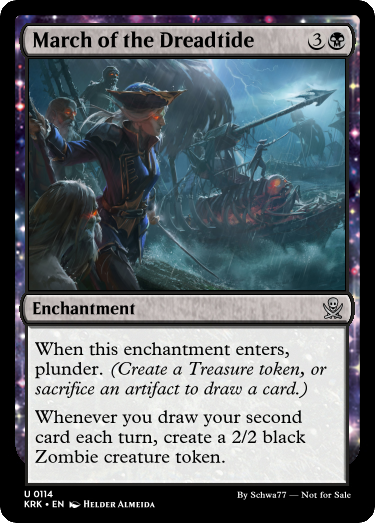 March of the Dreadtide 3
Enchantment
When this enchantment enters,
plunder. (Create a Treasure token, or
sacrifice an artifact to draw a card.)
Whenever you draw your second
card each turn, create a 2/2 black
Zombie creature token.
U 0114
KRK • EN Helder Almeida
By Schwa77 — Not for Sale